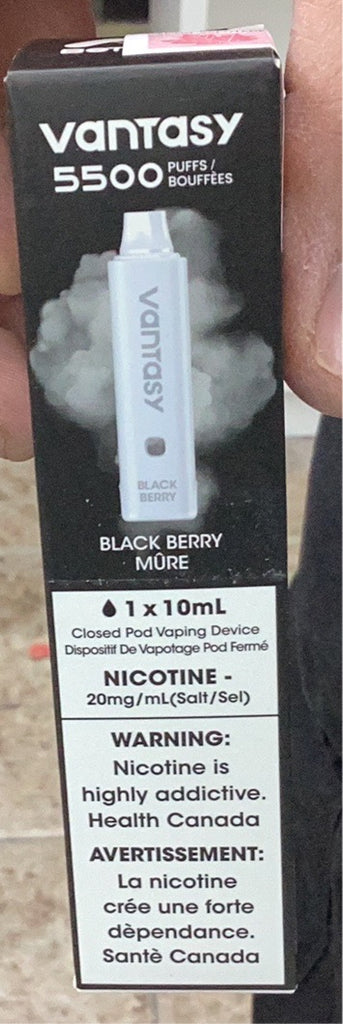 VANTASY
5500 PUFFS / BOUFFÈES
VANTASY
BLACK
BERRY
BLACK BERRY
MÛRE
1 x 10mL
Closed Pod Vaping Device
Dispositif De Vapotage Pod Fermé
NICOTINE -
20mg/mL(Salt/Sel)
WARNING:
Nicotine is
highly addictive.
Health Canada
AVERTISSEMENT:
La nicotine
crée une forte
dèpendance.
Santè Canada